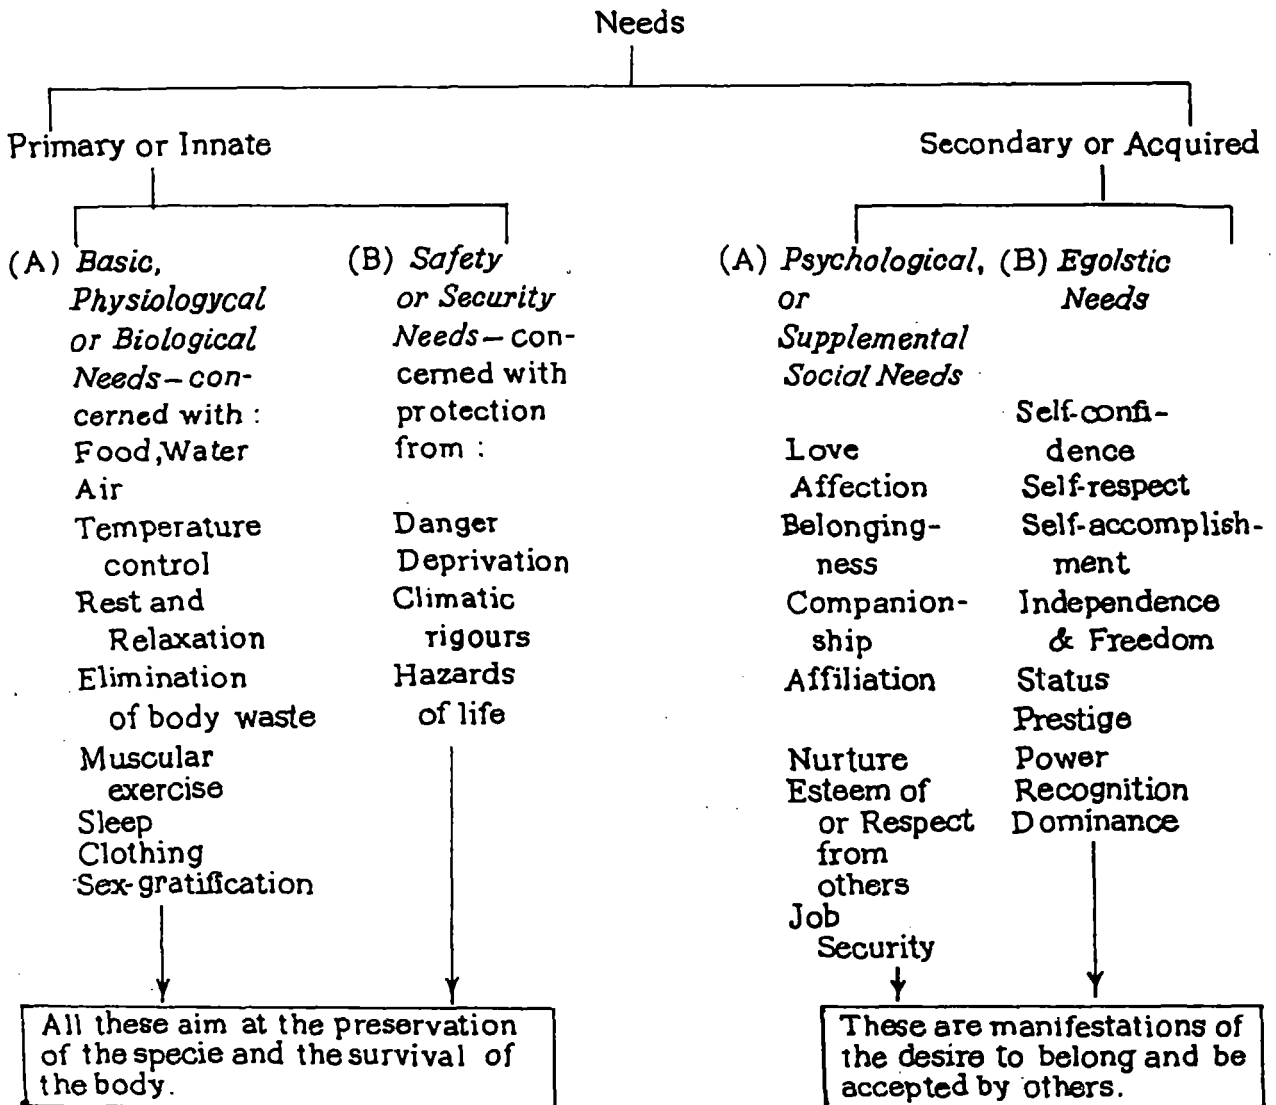 Needs
Primary or Innate
Secondary or Acquired
(A) Basic,
Physiologycal
or Biological
Needs—con-
cerned with :
Food,Water
Air
Temperature
control
Rest and
Relaxation
Elimination
of body waste
Muscular
exercise
Sleep
Clothing
Sex-gratification
(B) Safety
or Security
Needs—con-
cerned with
protection
from :
Danger
Deprivation
Climatic
rigours
Hazards
of life
All these aim at the preservation
of the specie and the survival of
the body.
(A) Psychological,
or
Supplemental
Social Needs
Love
Affection
Belonging-
ness
Companion-
ship
Affiliation
Nurture
Esteem of
or Respect
from
others
Job
Security
(B) Egolstic
Needs
Self-confi-
dence
Self-respect
Self-accomplish-
ment
Independence
& Freedom
Status
Prestige
Power
Recognition
Dominance
These are manifestations of
the desire to belong and be
accepted by others.